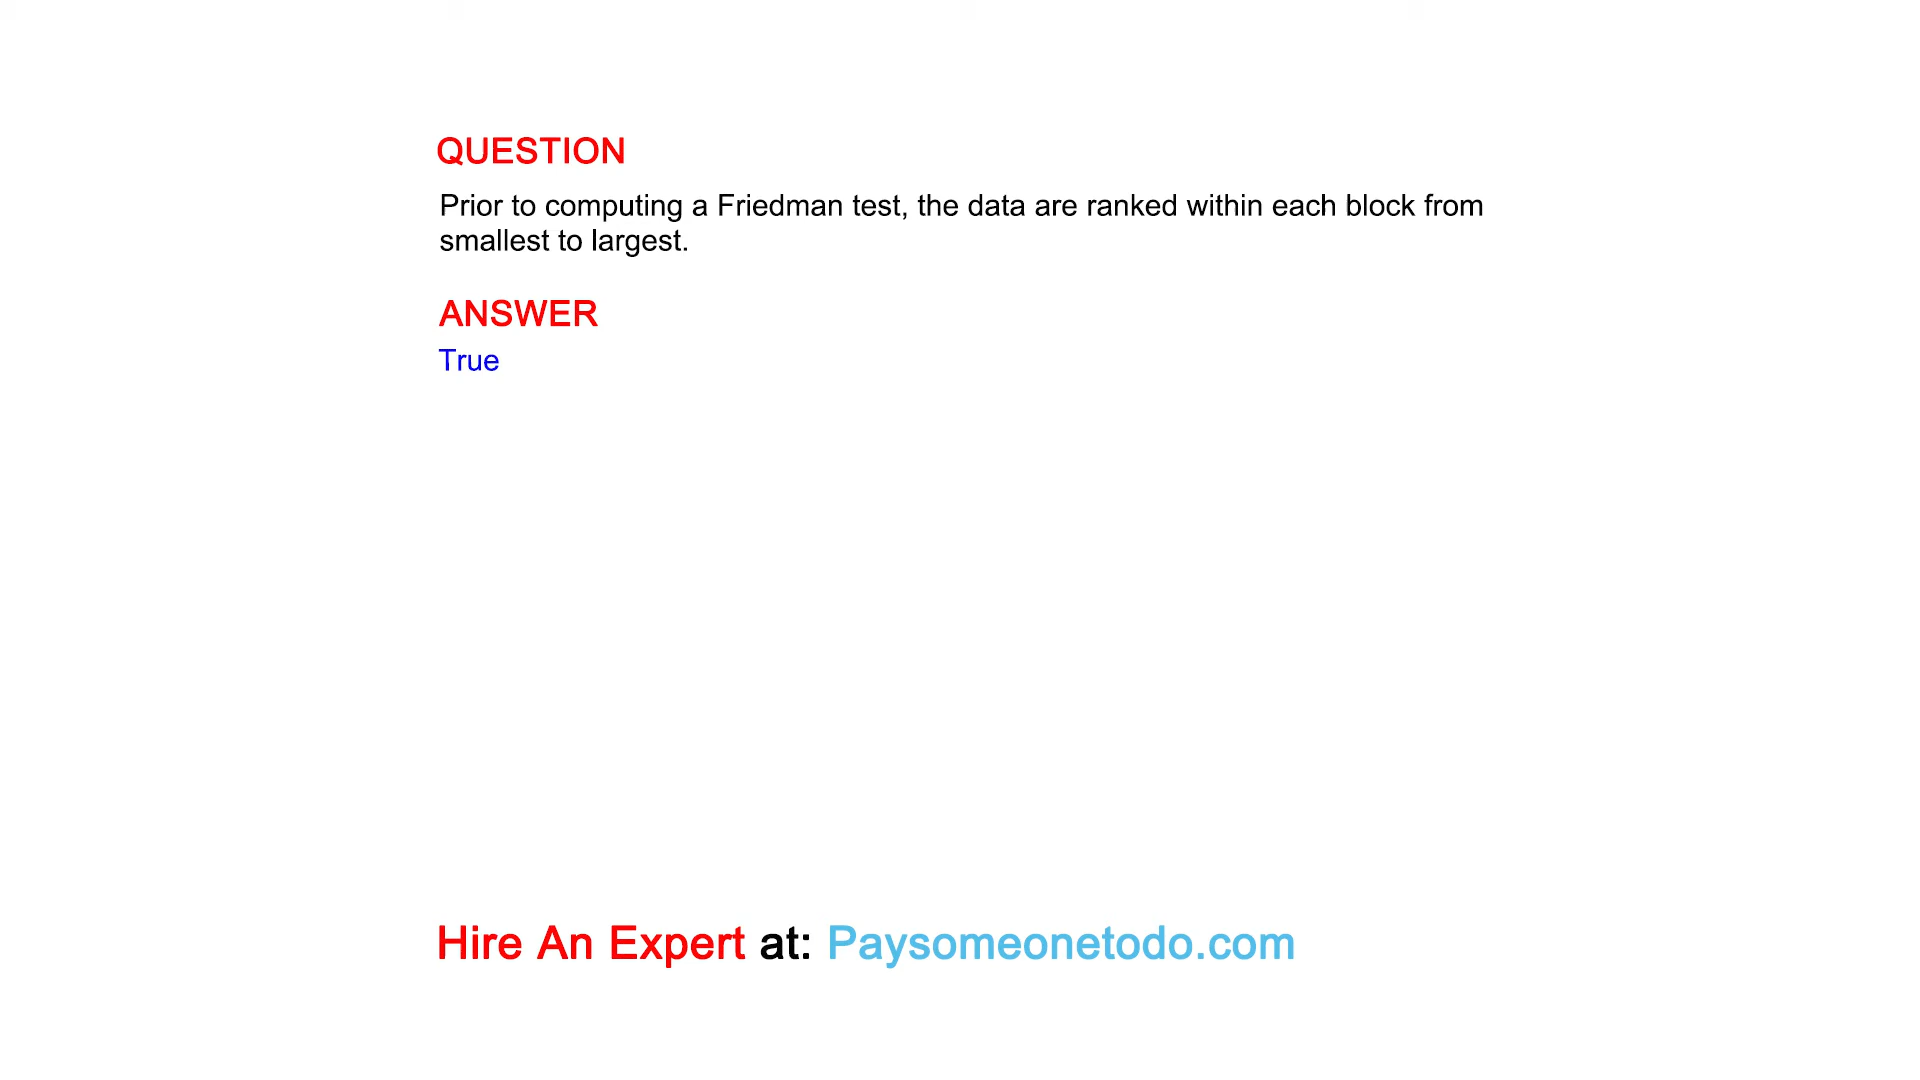 QUESTION
Prior to computing a Friedman test, the data are ranked within each block from
smallest to largest.
ANSWER
True
Hire An Expert at: Paysomeonetodo.com